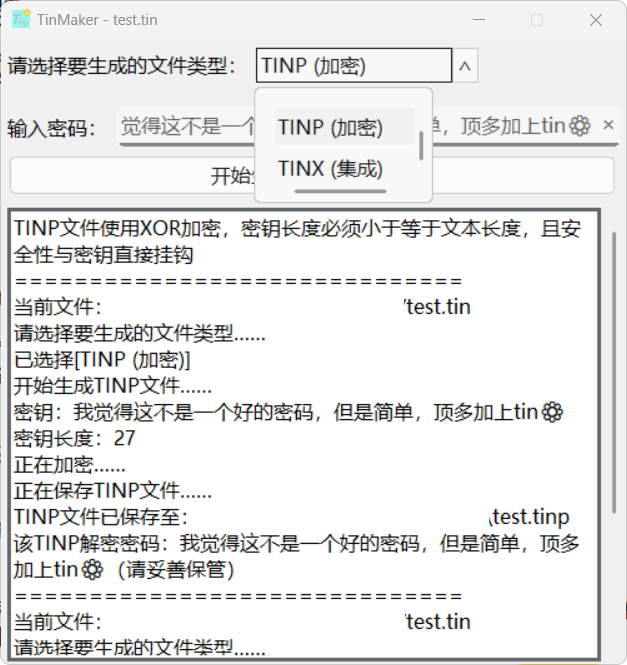 TinMaker - test.tin
请选择要生成的文件类型：
TINP (加密)
输入密码：
觉得这不是一个
单，顶多加上tin⚙
×
TINP (加密)
TINX (集成)
开始生
TINP文件使用XOR加密，密钥长度必须小于等于文本长度，且安
全性与密钥直接挂钩
===============================
当前文件：
/test.tin
请选择要生成的文件类型……
已选择[TINP (加密)]
开始生成TINP文件……
密钥：我觉得这不是一个好的密码，但是简单，顶多加上tin⚙
密钥长度：27
正在加密……
正在保存TINP文件……
TINP文件已保存至：
\test.tinp
该TINP解密密码：我觉得这不是一个好的密码，但是简单，顶多
加上tin⚙（请妥善保管）
===============================
当前文件：
/test.tin
请选择要生成的文件类型……